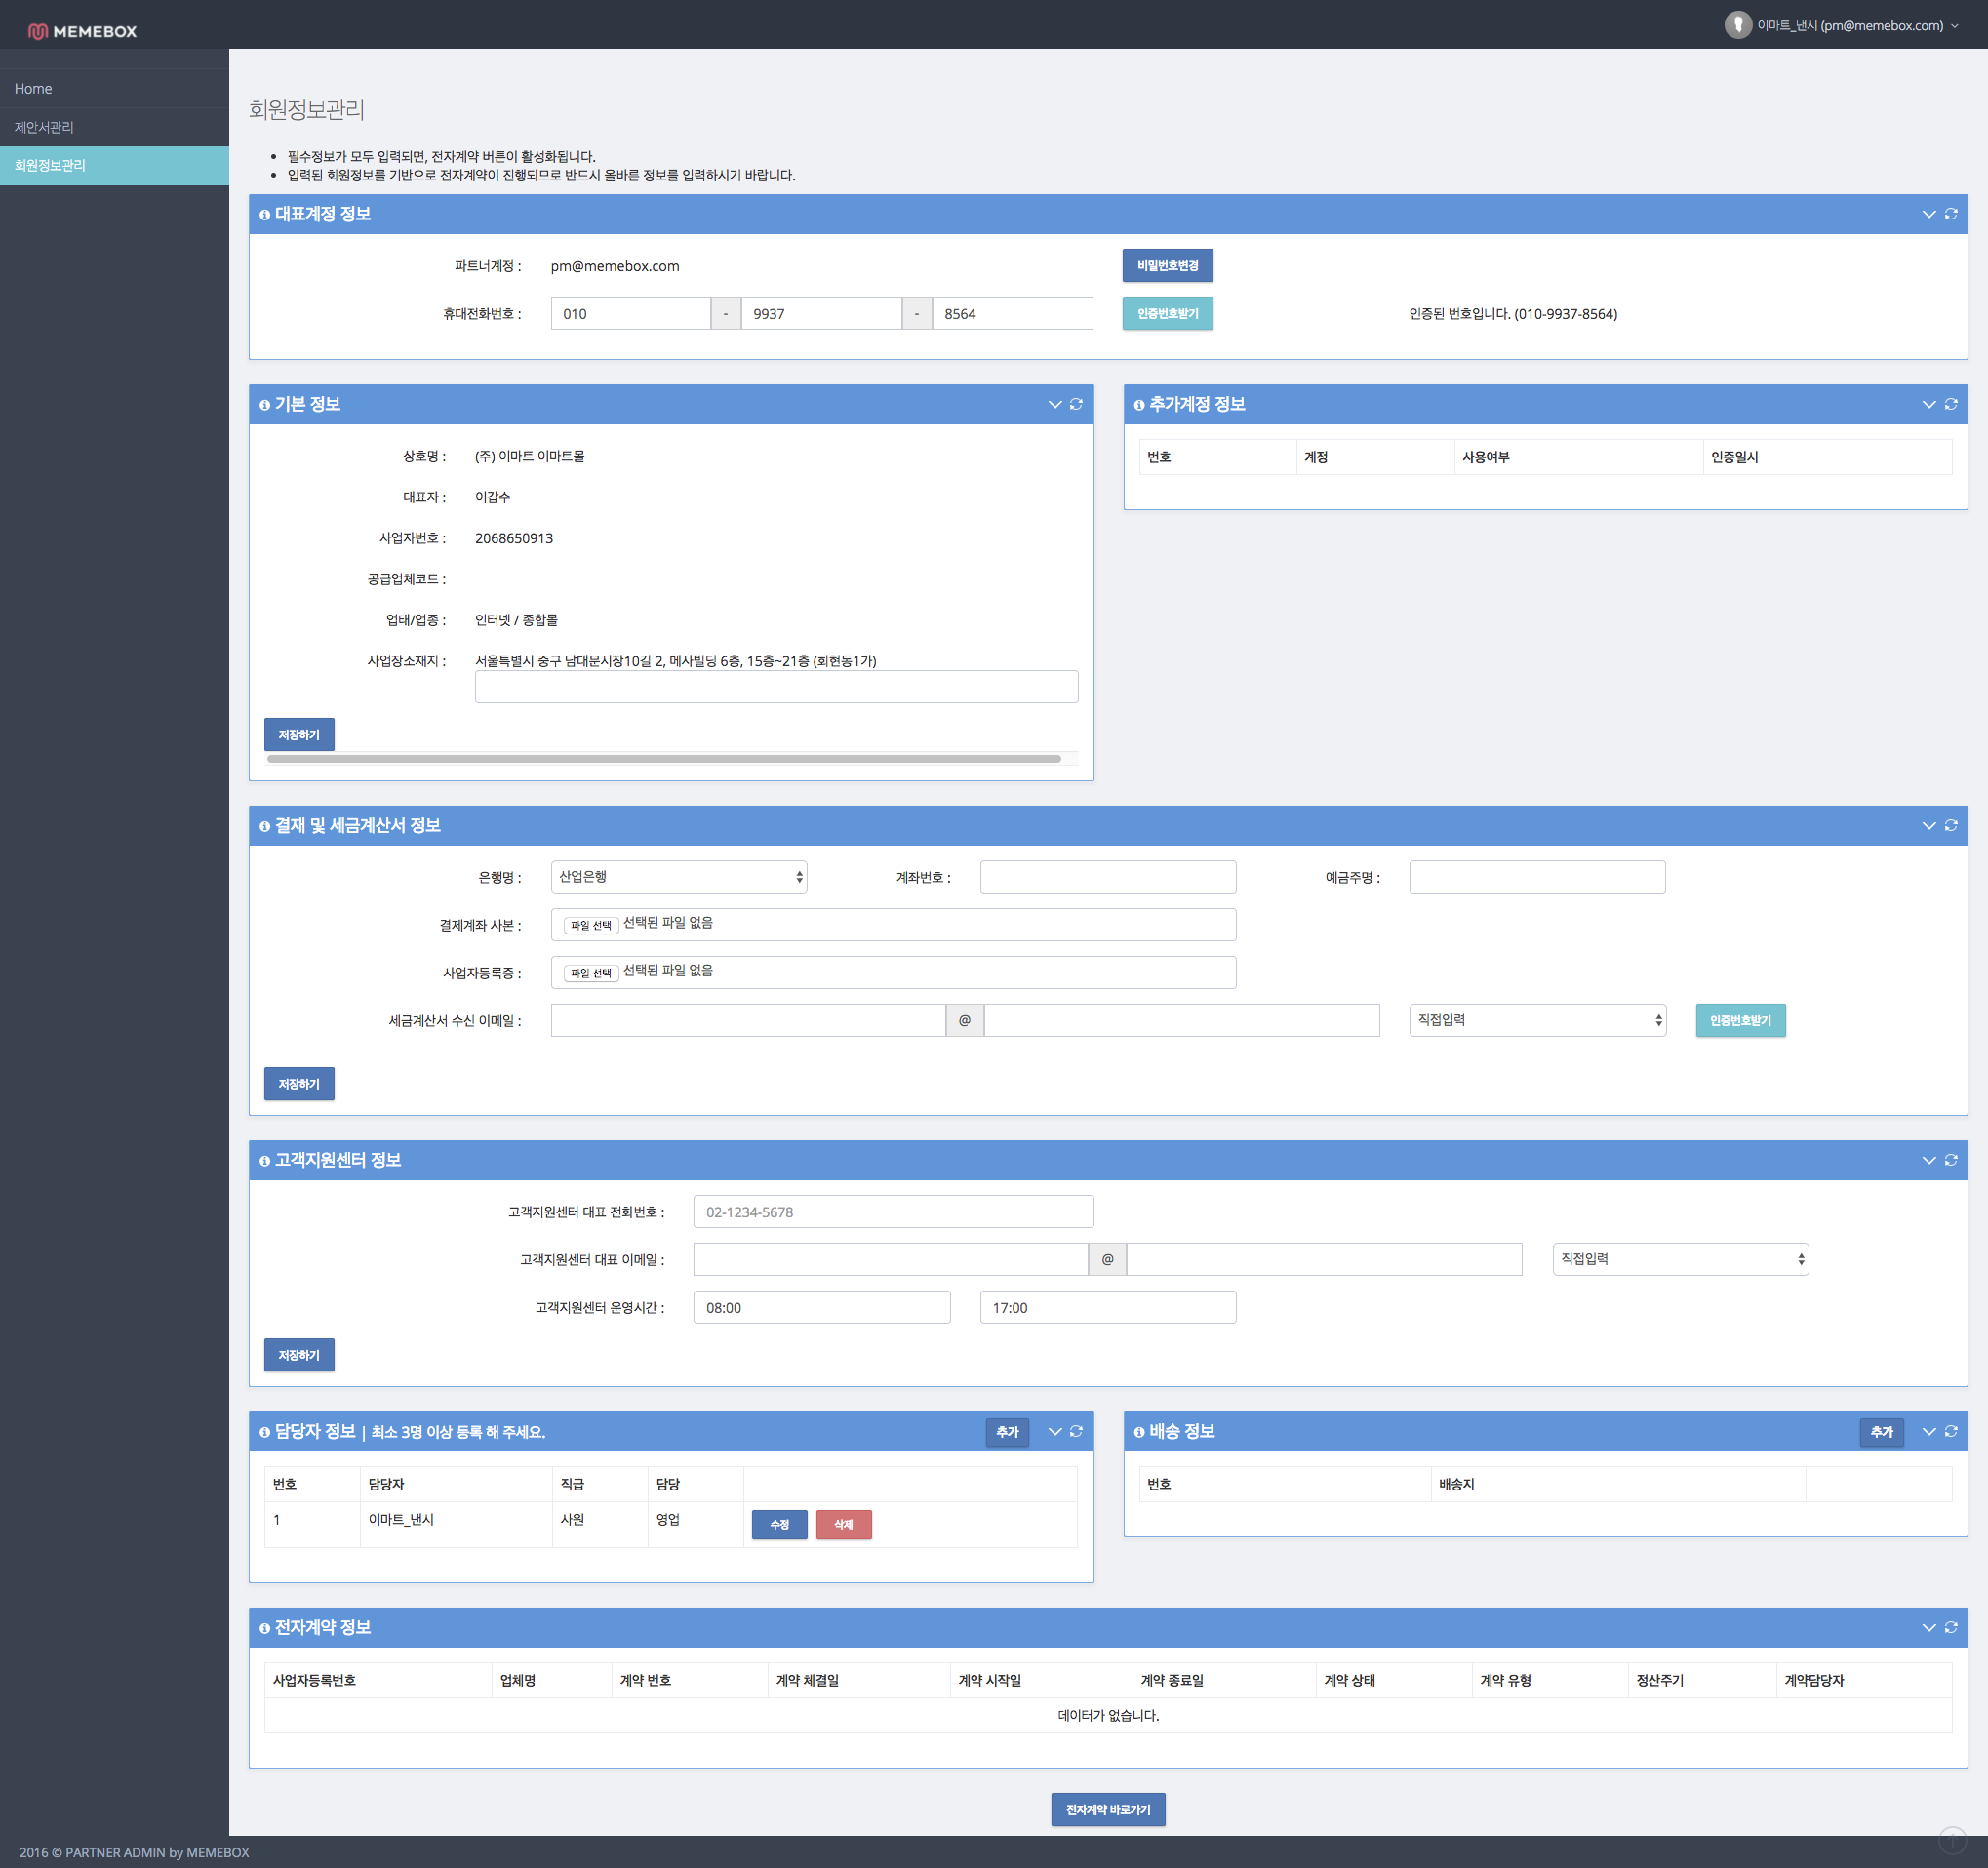 MEMEBOX
이마트_낸시 (pm@memebox.com)
Home
제안서관리
회원정보관리
회원정보관리
필수정보가 모두 입력되면, 전자계약 버튼이 활성화됩니다.
입력된 회원정보를 기반으로 전자계약이 진행되므로 반드시 올바른 정보를 입력하시기 바랍니다.
대표계정 정보
파트너계정 : pm@memebox.com 비밀번호변경
휴대전화번호 : 010 - 9937 - 8564 인증번호받기 인증된 번호입니다. (010-9937-8564)
기본 정보
상호명 : (주) 이마트 이마트몰
대표자 : 이갑수
사업자번호 : 2068650913
공급업체코드 :
업태/업종 : 인터넷 / 종합몰
사업장소재지 : 서울특별시 중구 남대문시장10길 2, 메사빌딩 6층, 15층~21층 (회현동1가)
저장하기
추가계정 정보
번호 계정 사용여부 인증일시
결재 및 세금계산서 정보
은행명 : 산업은행 계좌번호 : 예금주명 :
결제계좌 사본 : 파일 선택 선택된 파일 없음
사업자등록증 : 파일 선택 선택된 파일 없음
세금계산서 수신 이메일 : @ 직접입력 인증번호받기
저장하기
고객지원센터 정보
고객지원센터 대표 전화번호 : 02-1234-5678
고객지원센터 대표 이메일 : @ 직접입력
고객지원센터 운영시간 : 08:00 17:00
저장하기
담당자 정보 | 최소 3명 이상 등록 해 주세요. 추가
번호 담당자 직급 담당
1 이마트_낸시 사원 영업 수정 삭제
배송 정보 추가
번호 배송지
전자계약 정보
사업자등록번호 업체명 계약 번호 계약 체결일 계약 시작일 계약 종료일 계약 상태 계약 유형 정산주기 계약담당자
데이터가 없습니다.
전자계약 바로가기
2016 © PARTNER ADMIN by MEMEBOX